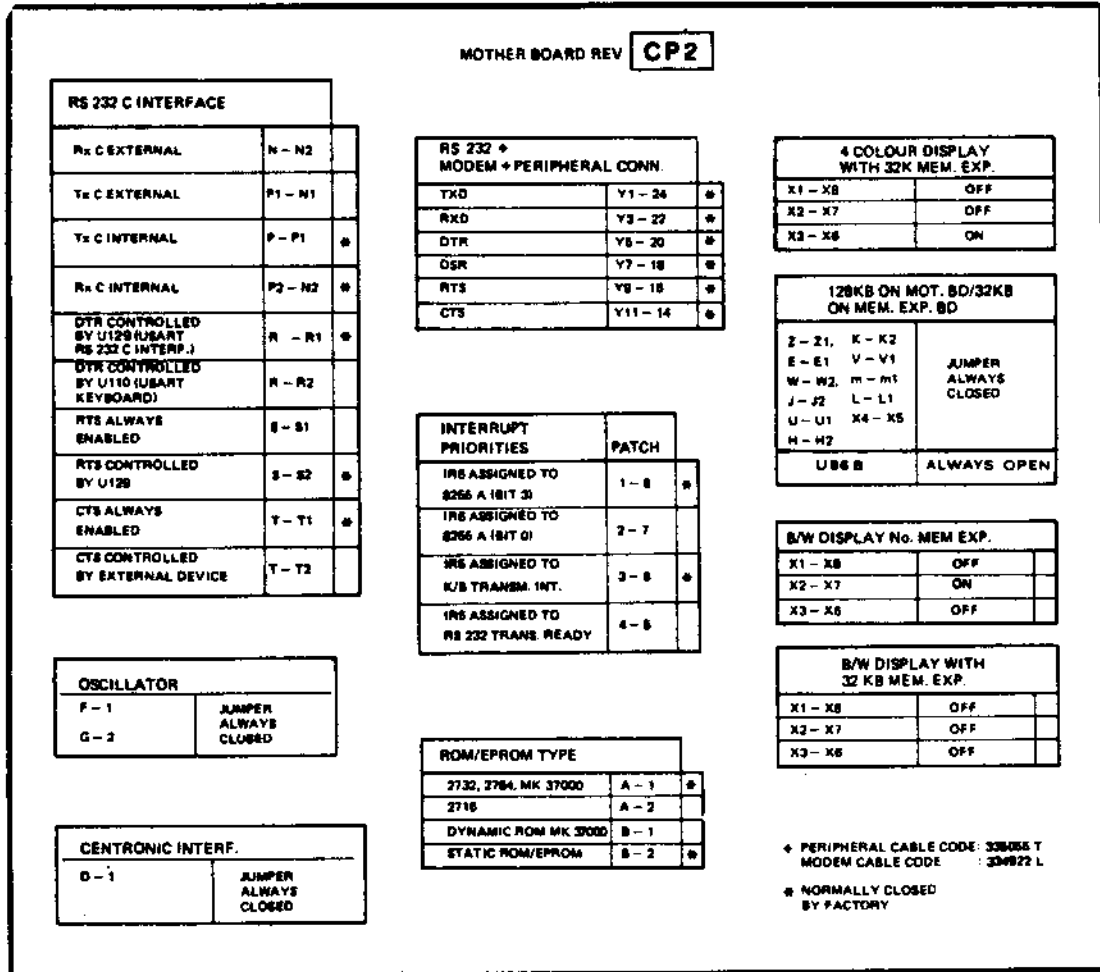 MOTHER BOARD REV CP2
RS 232 C INTERFACE
Rx C EXTERNAL N – N2
Tx C EXTERNAL P1 – N1
Tx C INTERNAL P – P1 *
Rx C INTERNAL P2 – N2 *
DTR CONTROLLED
BY U129 (USART R – R1 *
RS 232 C INTERF.)
DTR CONTROLLED
BY U110 (USART R – R2
KEYBOARD)
RTS ALWAYS
ENABLED S – S1
RTS CONTROLLED
BY U129 S – S2 *
CTS ALWAYS
ENABLED T – T1 *
CTS CONTROLLED
BY EXTERNAL DEVICE T – T2
OSCILLATOR
F – 1 JUMPER
ALWAYS
G – 2 CLOSED
CENTRONIC INTERF.
D – 1 JUMPER
ALWAYS
CLOSED
RS 232 +
MODEM + PERIPHERAL CONN.
TXD Y1 – 24 *
RXD Y3 – 22 *
DTR Y5 – 20 *
DSR Y7 – 18 *
RTS Y9 – 16 *
CTS Y11 – 14 *
INTERRUPT
PRIORITIES PATCH
ASSIGNED TO
8255 A (BIT 3) 1 – 8 *
ASSIGNED TO
8255 A (BIT 0) 2 – 7
ASSIGNED TO
K/B TRANSM. INT. 3 – 6 *
ASSIGNED TO
RS 232 TRANS. READY 4 – 5
ROM/EPROM TYPE
2732, 2764, MK 37000 A – 1 *
2716 A – 2
DYNAMIC ROM MK 37000 B – 1
STATIC ROM/EPROM B – 2 *
4 COLOUR DISPLAY
WITH 32K MEM. EXP.
X1 – X8 OFF
X2 – X7 OFF
X3 – X6 ON
128KB ON MOT. BD/32KB
ON MEM. EXP. BD
Z – Z1, K – K2
E – E1 V – V1
W – W2, m – m1
J – J2 L – L1
U – U1 X4 – X5
H – H2
JUMPER
ALWAYS
CLOSED
U86 B ALWAYS OPEN
B/W DISPLAY No. MEM EXP.
X1 – X8 OFF
X2 – X7 ON
X3 – X6 OFF
B/W DISPLAY WITH
32 KB MEM. EXP.
X1 – X8 OFF
X2 – X7 OFF
X3 – X6 OFF
+ PERIPHERAL CABLE CODE: T
MODEM CABLE CODE : L
* NORMALLY CLOSED
BY FACTORY